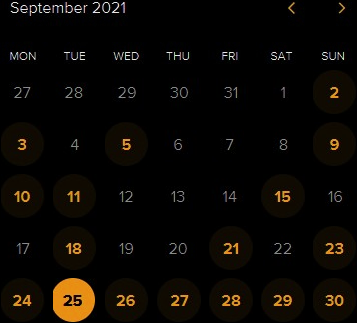 September 2021 < >
MON TUE WED THU FRI SAT SUN
27 28 29 30 31 1 2
3 4 5 6 7 8 9
10 11 12 13 14 15 16
17 18 19 20 21 22 23
24 25 26 27 28 29 30